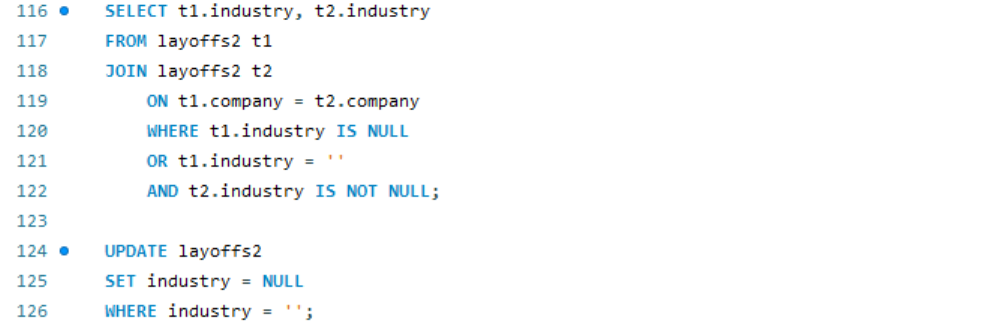 116 SELECT t1.industry, t2.industry
117 FROM layoffs2 t1
118 JOIN layoffs2 t2
119 ON t1.company = t2.company
120 WHERE t1.industry IS NULL
121 OR t1.industry = ''
122 AND t2.industry IS NOT NULL;
123
124 UPDATE layoffs2
125 SET industry = NULL
126 WHERE industry = '';